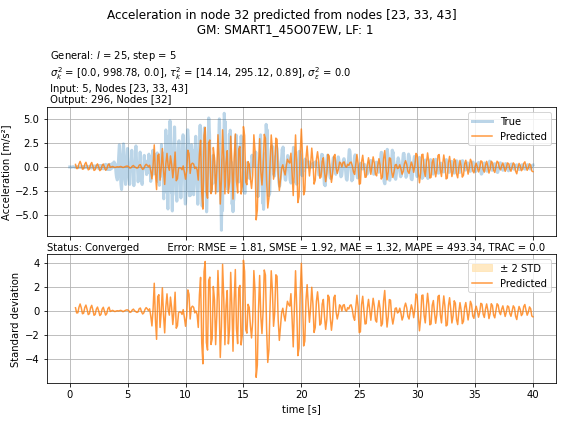 Acceleration in node 32 predicted from nodes [23, 33, 43]
GM: SMART1_45O07EW, LF: 1
General: l = 25, step = 5
σ²ₖ = [0.0, 998.78, 0.0], τ²ₖ = [14.14, 295.12, 0.89], σ²ε = 0.0
Input: 5, Nodes [23, 33, 43]
Output: 296, Nodes [32]
Acceleration [m/s²]
5.0
2.5
0.0
−2.5
−5.0
True
Predicted
Status: Converged Error: RMSE = 1.81, SMSE = 1.92, MAE = 1.32, MAPE = 493.34, TRAC = 0.0
Standard deviation
4
2
0
−2
−4
± 2 STD
Predicted
0 5 10 15 20 25 30 35 40
time [s]